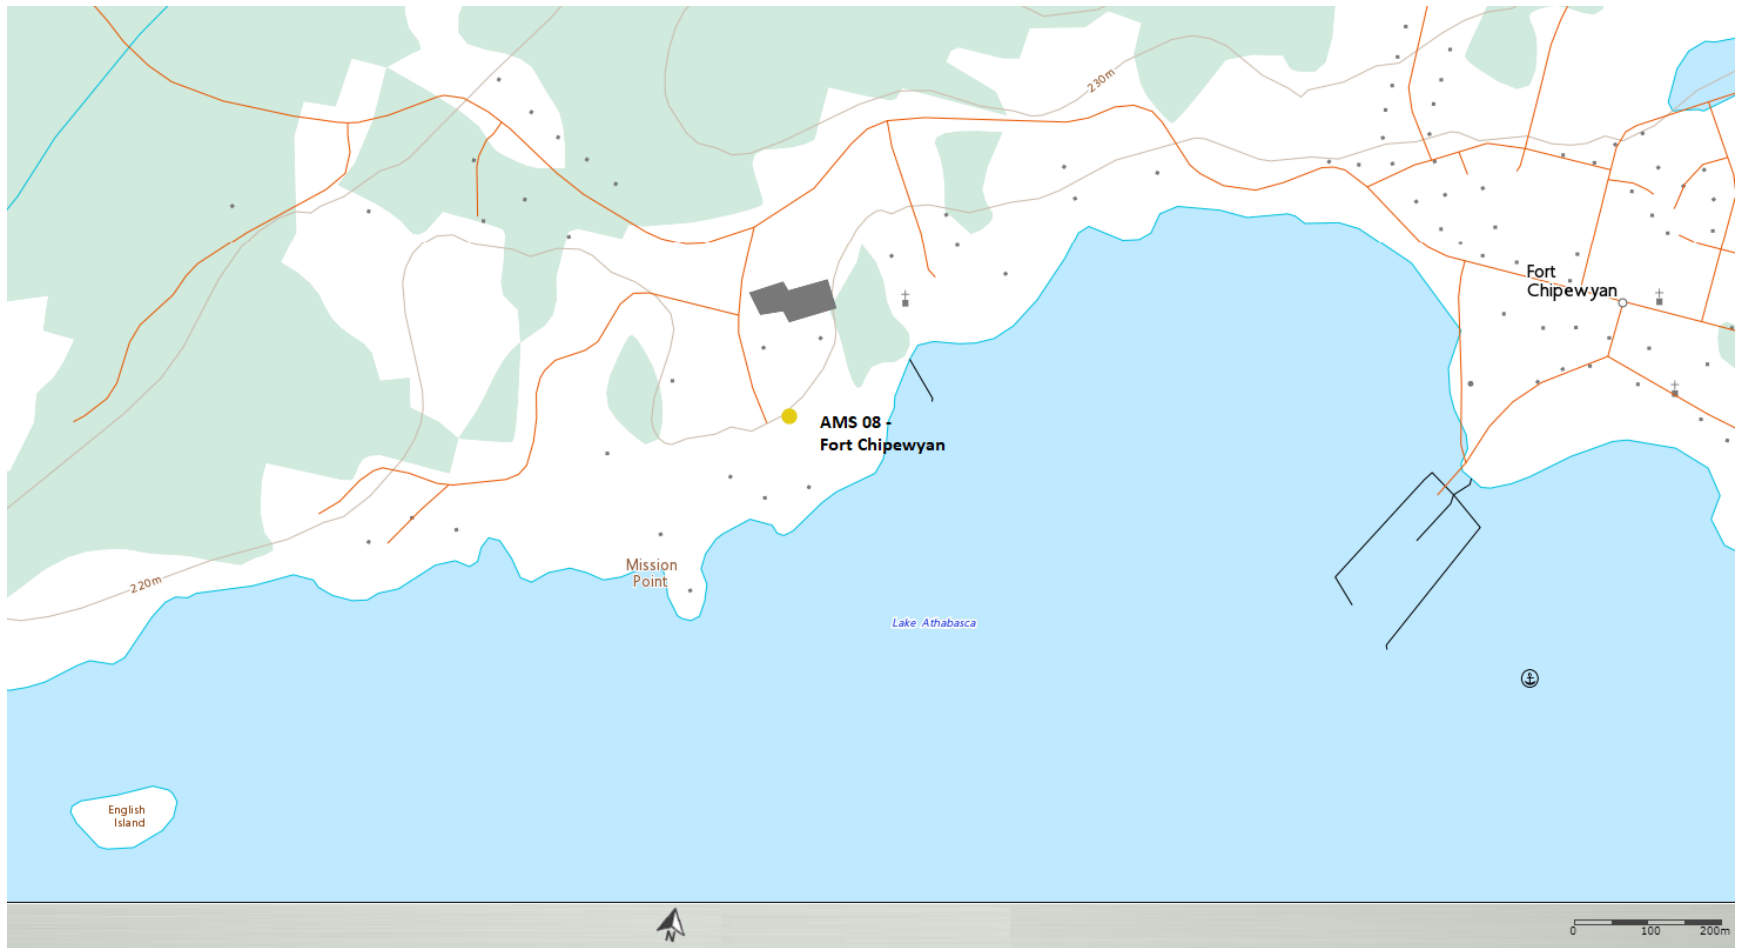 230m
Fort
Chipewyan
AMS 08 -
Fort Chipewyan
Mission
Point
220m
Lake Athabasca
English
Island
N
0 100 200m